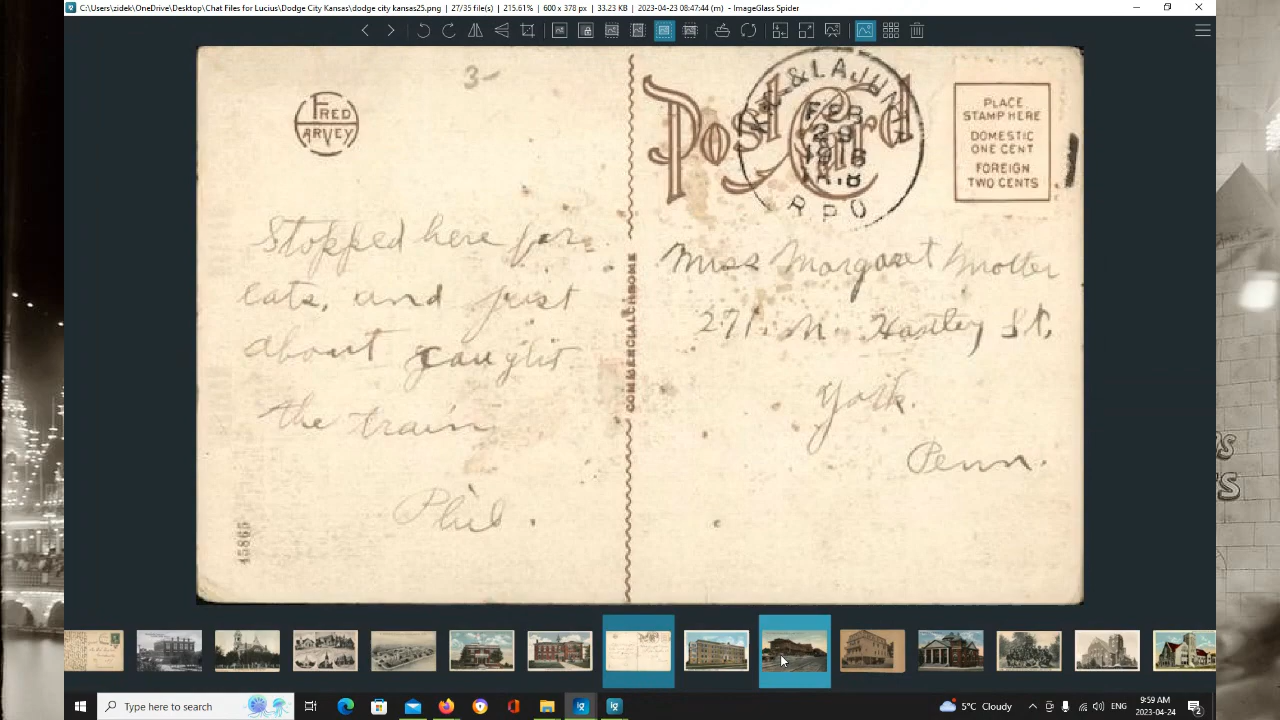 C:\Users\zidek\OneDrive\Desktop\Chat Files for Lucius\Dodge City Kansas\dodge city kansas25.png | 27/35 file(s) | 215.61% | 600 x 378 px | 33.23 KB | 2023-04-23 08:47:44 (m) - ImageGlass Spider
3-
FRED
HARVEY
Post Card
& LAJUNTA
FEB
29
R P O
PLACE
STAMP HERE
DOMESTIC
ONE CENT
FOREIGN
TWO CENTS
Stopped here for
eats, and just
about caught
the train
Phil.
COMMERCIALCHROME
Miss Margaret Motter
271. N. Hartley St,
York.
Penn.
Type here to search
5°C Cloudy
ENG
9:59 AM
2023-04-24
2